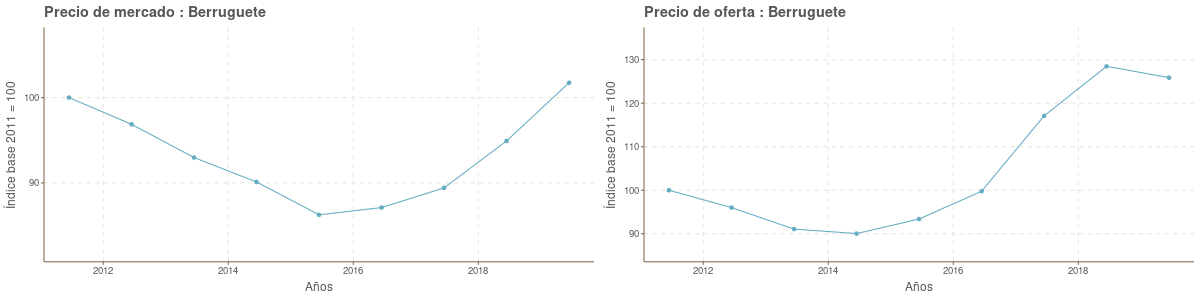 Precio de mercado : Berruguete
Índice base 2011 = 100
100
90
2012 2014 2016 2018
Años
Precio de oferta : Berruguete
Índice base 2011 = 100
130
120
110
100
90
2012 2014 2016 2018
Años